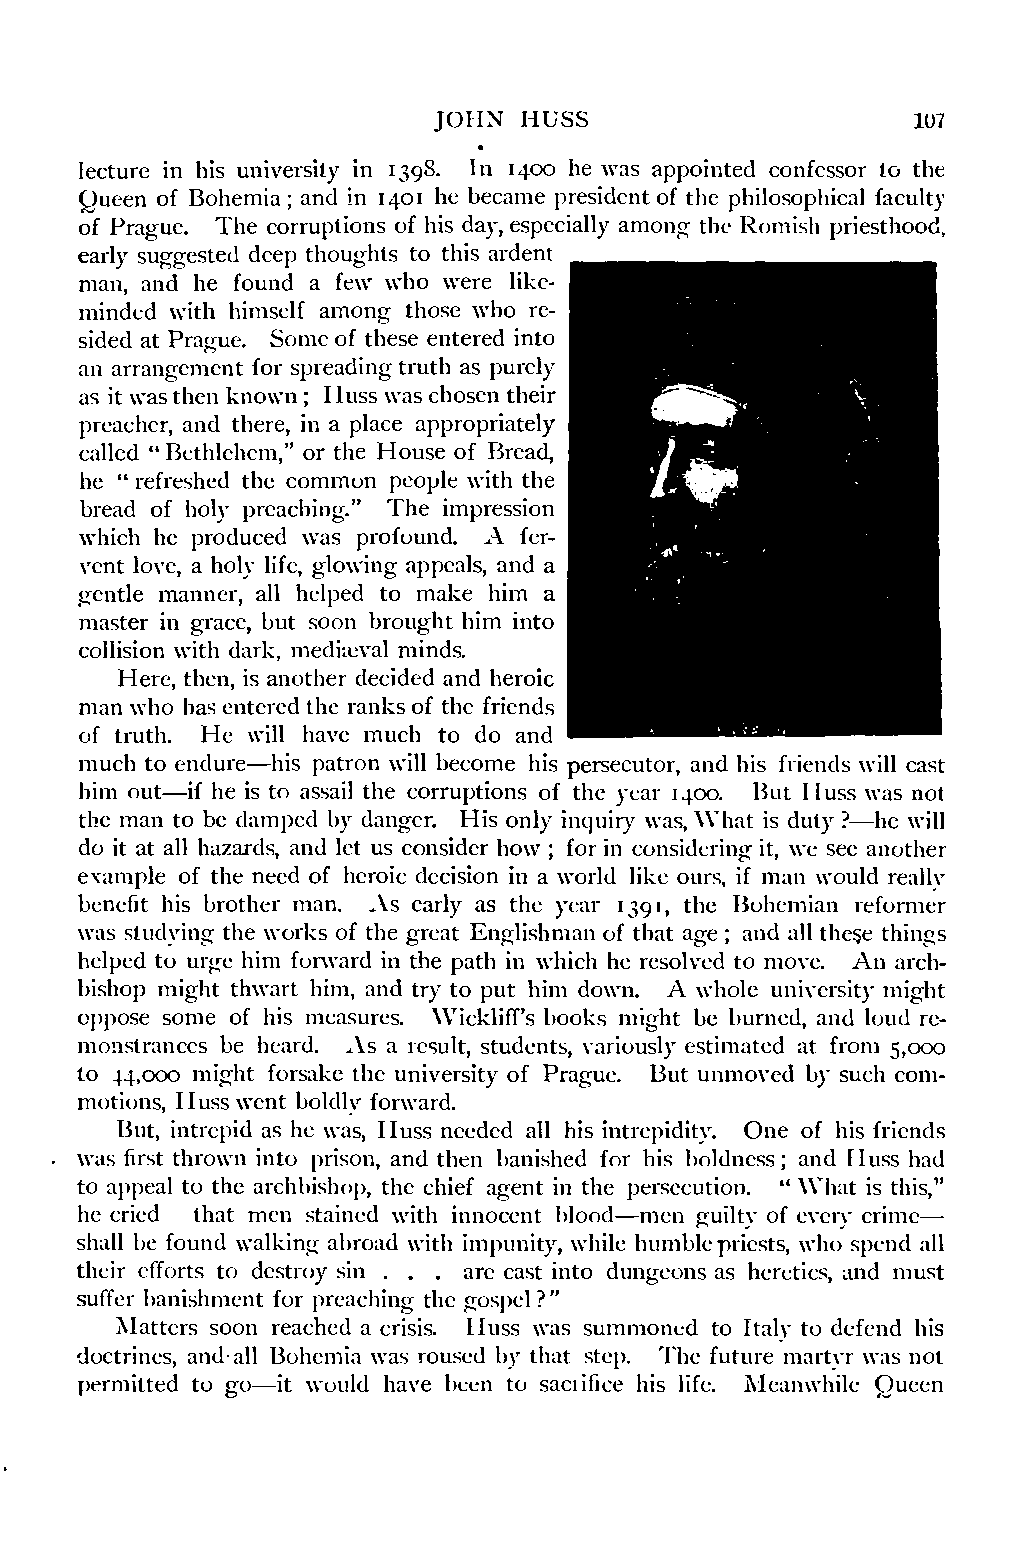 JOHN HUSS 107
lecture in his university in 1398. In 1400 he was appointed confessor to the
Queen of Bohemia; and in 1401 he became president of the philosophical faculty
of Prague. The corruptions of his day, especially among the Romish priesthood,
early suggested deep thoughts to this ardent
man, and he found a few who were like-
minded with himself among those who re-
sided at Prague. Some of these entered into
an arrangement for spreading truth as purely
as it was then known; Huss was chosen their
preacher, and there, in a place appropriately
called "Bethlehem," or the House of Bread,
he "refreshed the common people with the
bread of holy preaching." The impression
which he produced was profound. A fer-
vent love, a holy life, glowing appeals, and a
gentle manner, all helped to make him a
master in grace, but soon brought him into
collision with dark, mediæval minds.
Here, then, is another decided and heroic
man who has entered the ranks of the friends
of truth. He will have much to do and
much to endure—his patron will become his persecutor, and his friends will cast
him out—if he is to assail the corruptions of the year 1400. But Huss was not
the man to be damped by danger. His only inquiry was, What is duty?—he will
do it at all hazards, and let us consider how; for in considering it, we see another
example of the need of heroic decision in a world like ours, if man would really
benefit his brother man. As early as the year 1391, the Bohemian reformer
was studying the works of the great Englishman of that age; and all these things
helped to urge him forward in the path in which he resolved to move. An arch-
bishop might thwart him, and try to put him down. A whole university might
oppose some of his measures. Wickliff's books might be burned, and loud re-
monstrances be heard. As a result, students, variously estimated at from 5,000
to 44,000 might forsake the university of Prague. But unmoved by such com-
motions, Huss went boldly forward.
But, intrepid as he was, Huss needed all his intrepidity. One of his friends
was first thrown into prison, and then banished for his boldness; and Huss had
to appeal to the archbishop, the chief agent in the persecution. "What is this,"
he cried that men stained with innocent blood—men guilty of every crime—
shall be found walking abroad with impunity, while humble priests, who spend all
their efforts to destroy sin . . . are cast into dungeons as heretics, and must
suffer banishment for preaching the gospel?"
Matters soon reached a crisis. Huss was summoned to Italy to defend his
doctrines, and all Bohemia was roused by that step. The future martyr was not
permitted to go—it would have been to sacrifice his life. Meanwhile Queen